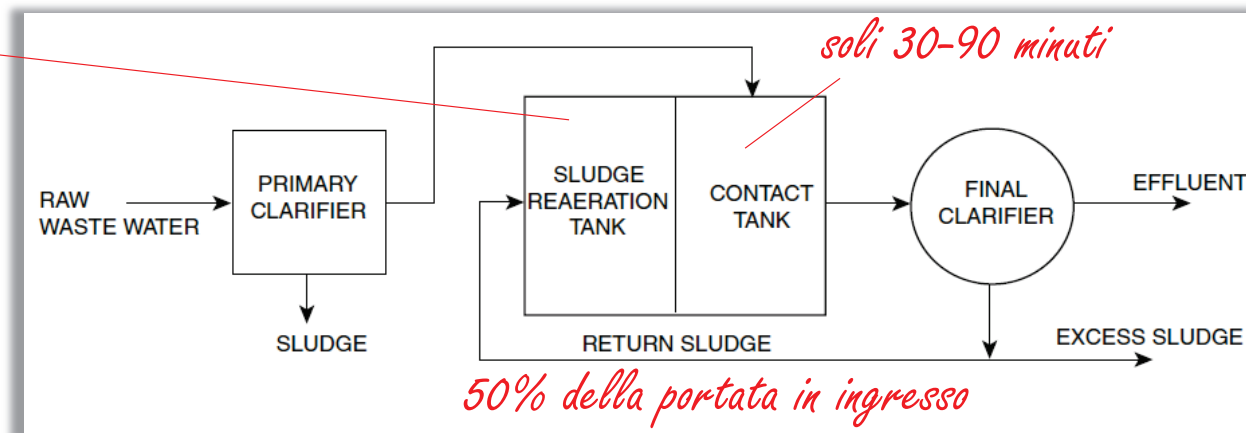 soli 30-90 minuti
PRIMARY
CLARIFIER
RAW
WASTE WATER
SLUDGE
SLUDGE
REAERATION
TANK
CONTACT
TANK
FINAL
CLARIFIER
EFFLUENT
RETURN SLUDGE
EXCESS SLUDGE
50% della portata in ingresso